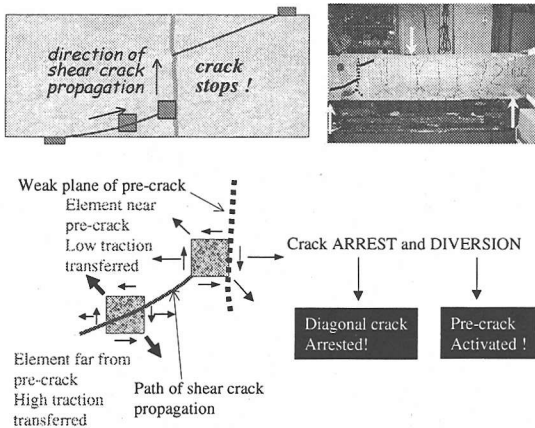 direction of
shear crack
propagation
crack
stops !
Weak plane of pre-crack
Element near
pre-crack
Low traction
transferred
Crack ARREST and DIVERSION
Diagonal crack
Arrested!
Pre-crack
Activated !
Element far from
pre-crack
High traction
transferred
Path of shear crack
propagation